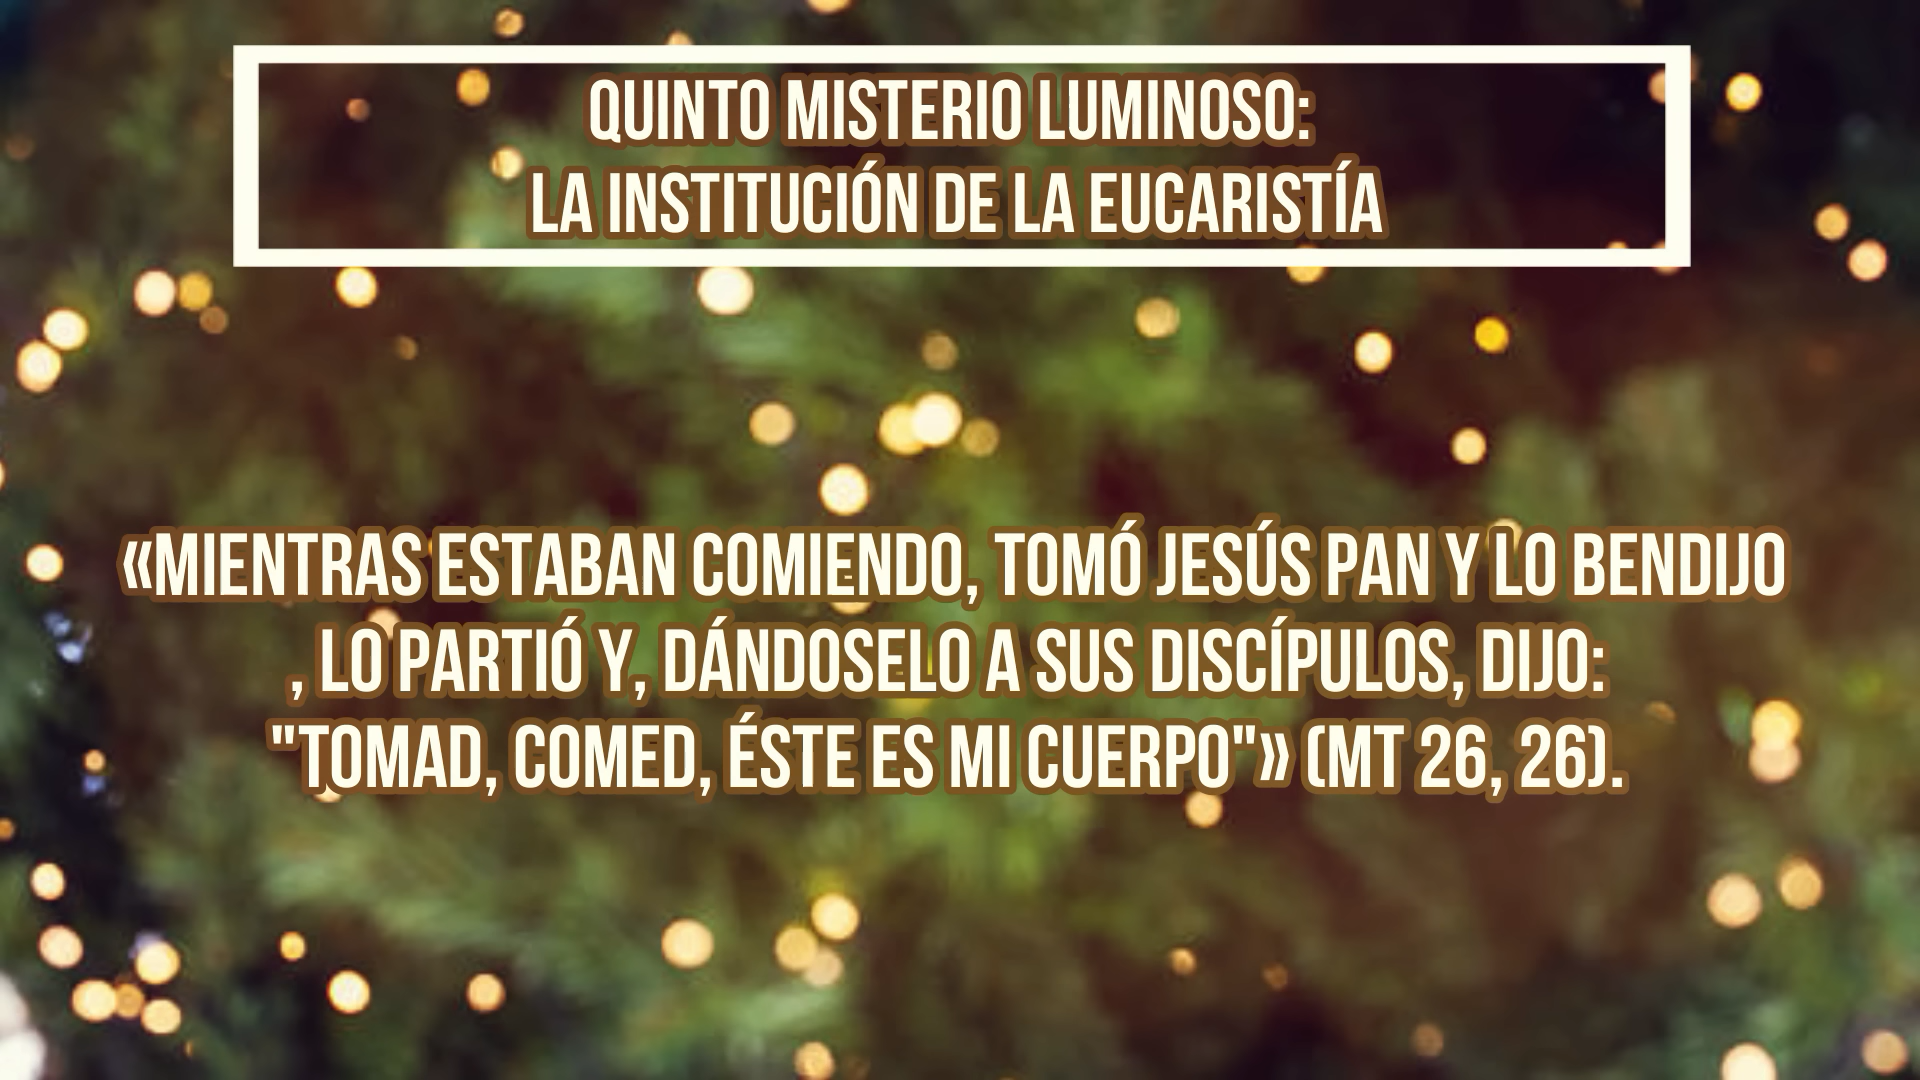 QUINTO MISTERIO LUMINOSO:
LA INSTITUCIÓN DE LA EUCARISTÍA
«MIENTRAS ESTABAN COMIENDO, TOMÓ JESÚS PAN Y LO BENDIJO
, LO PARTIÓ Y, DÁNDOSELO A SUS DISCÍPULOS, DIJO:
"TOMAD, COMED, ÉSTE ES MI CUERPO"» (MT 26, 26).